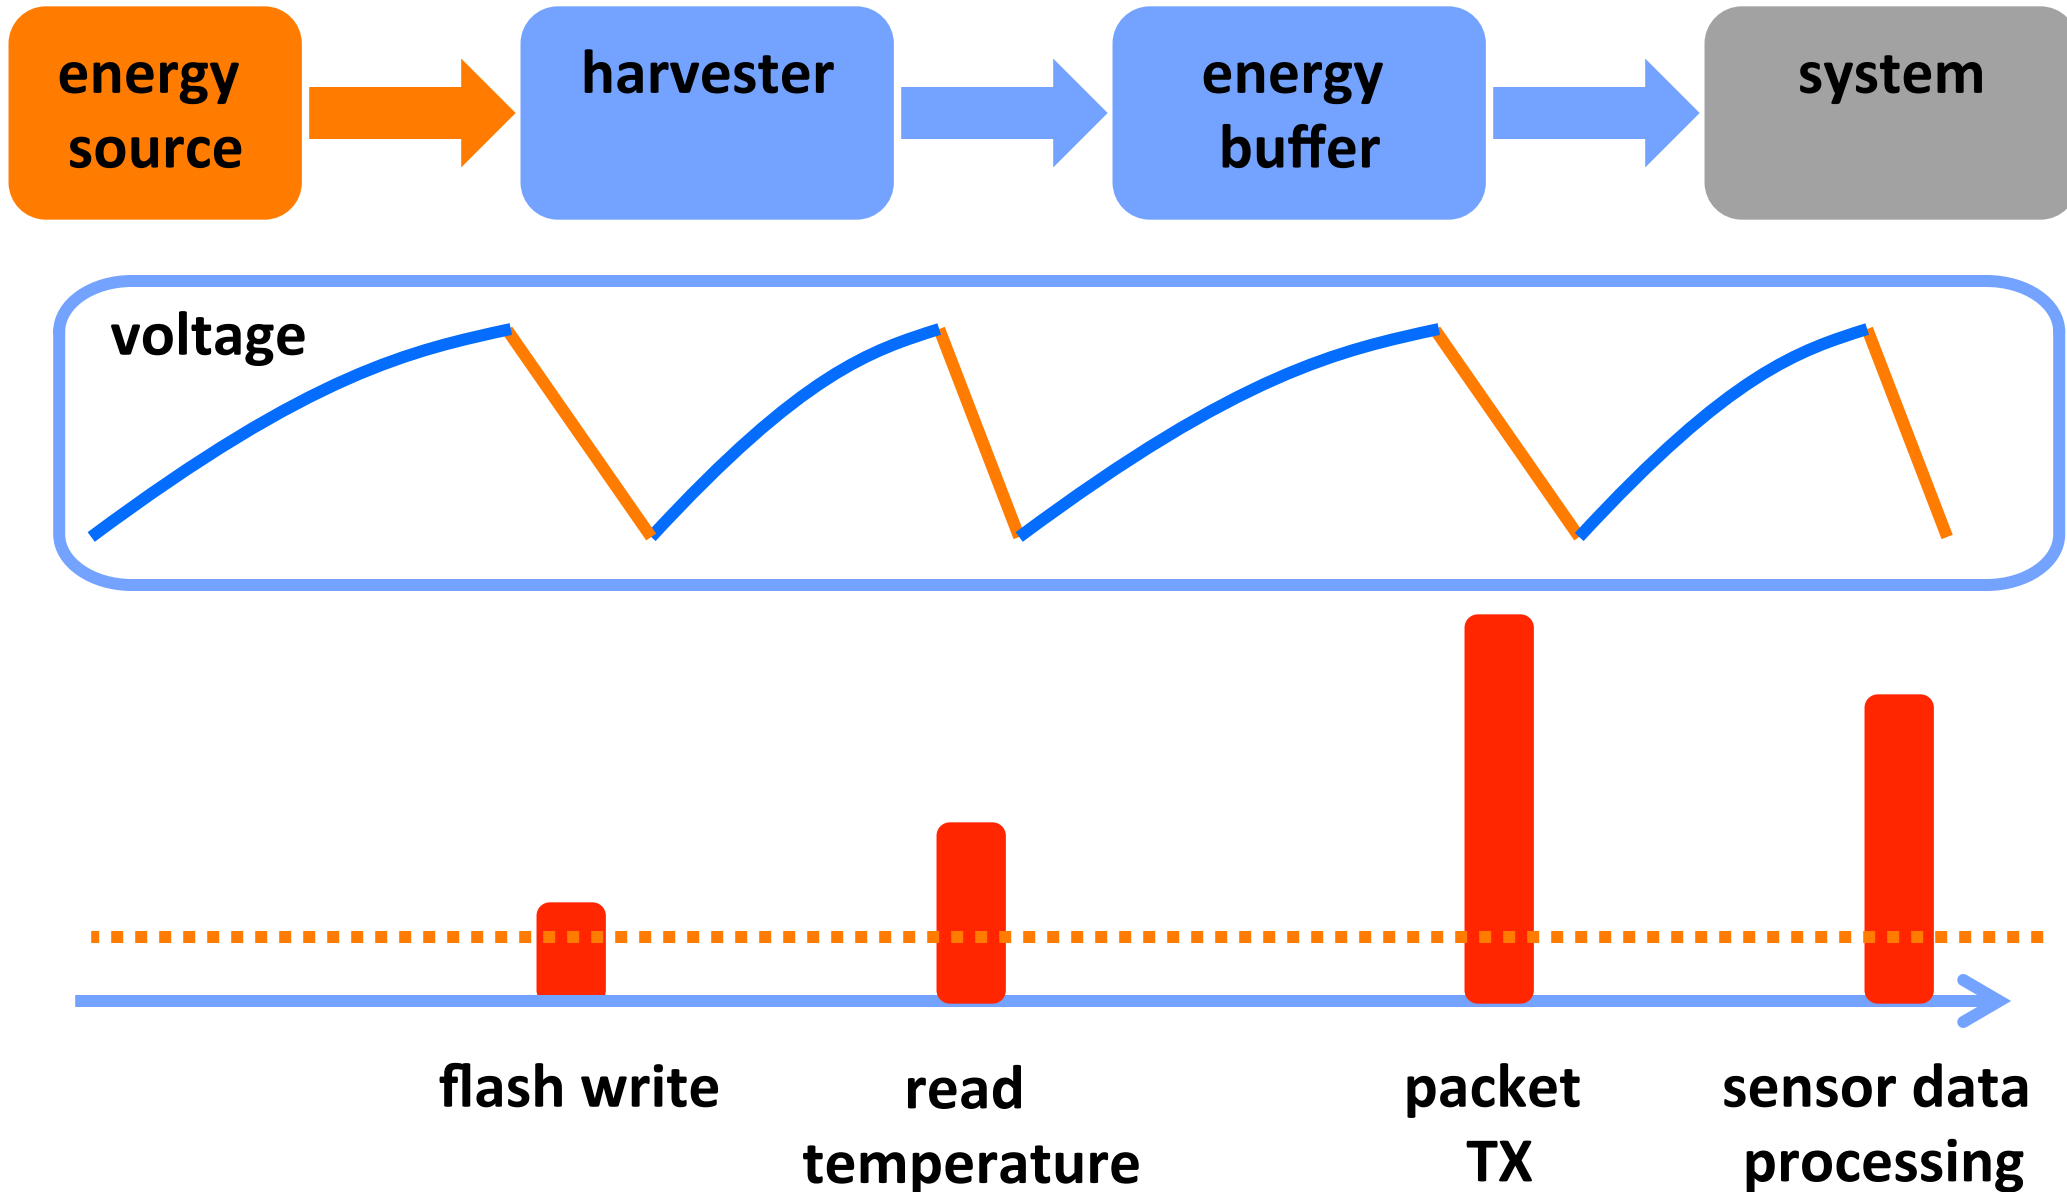 energy
source
harvester
energy
buffer
system
voltage
flash write
read
temperature
packet
TX
sensor data
processing